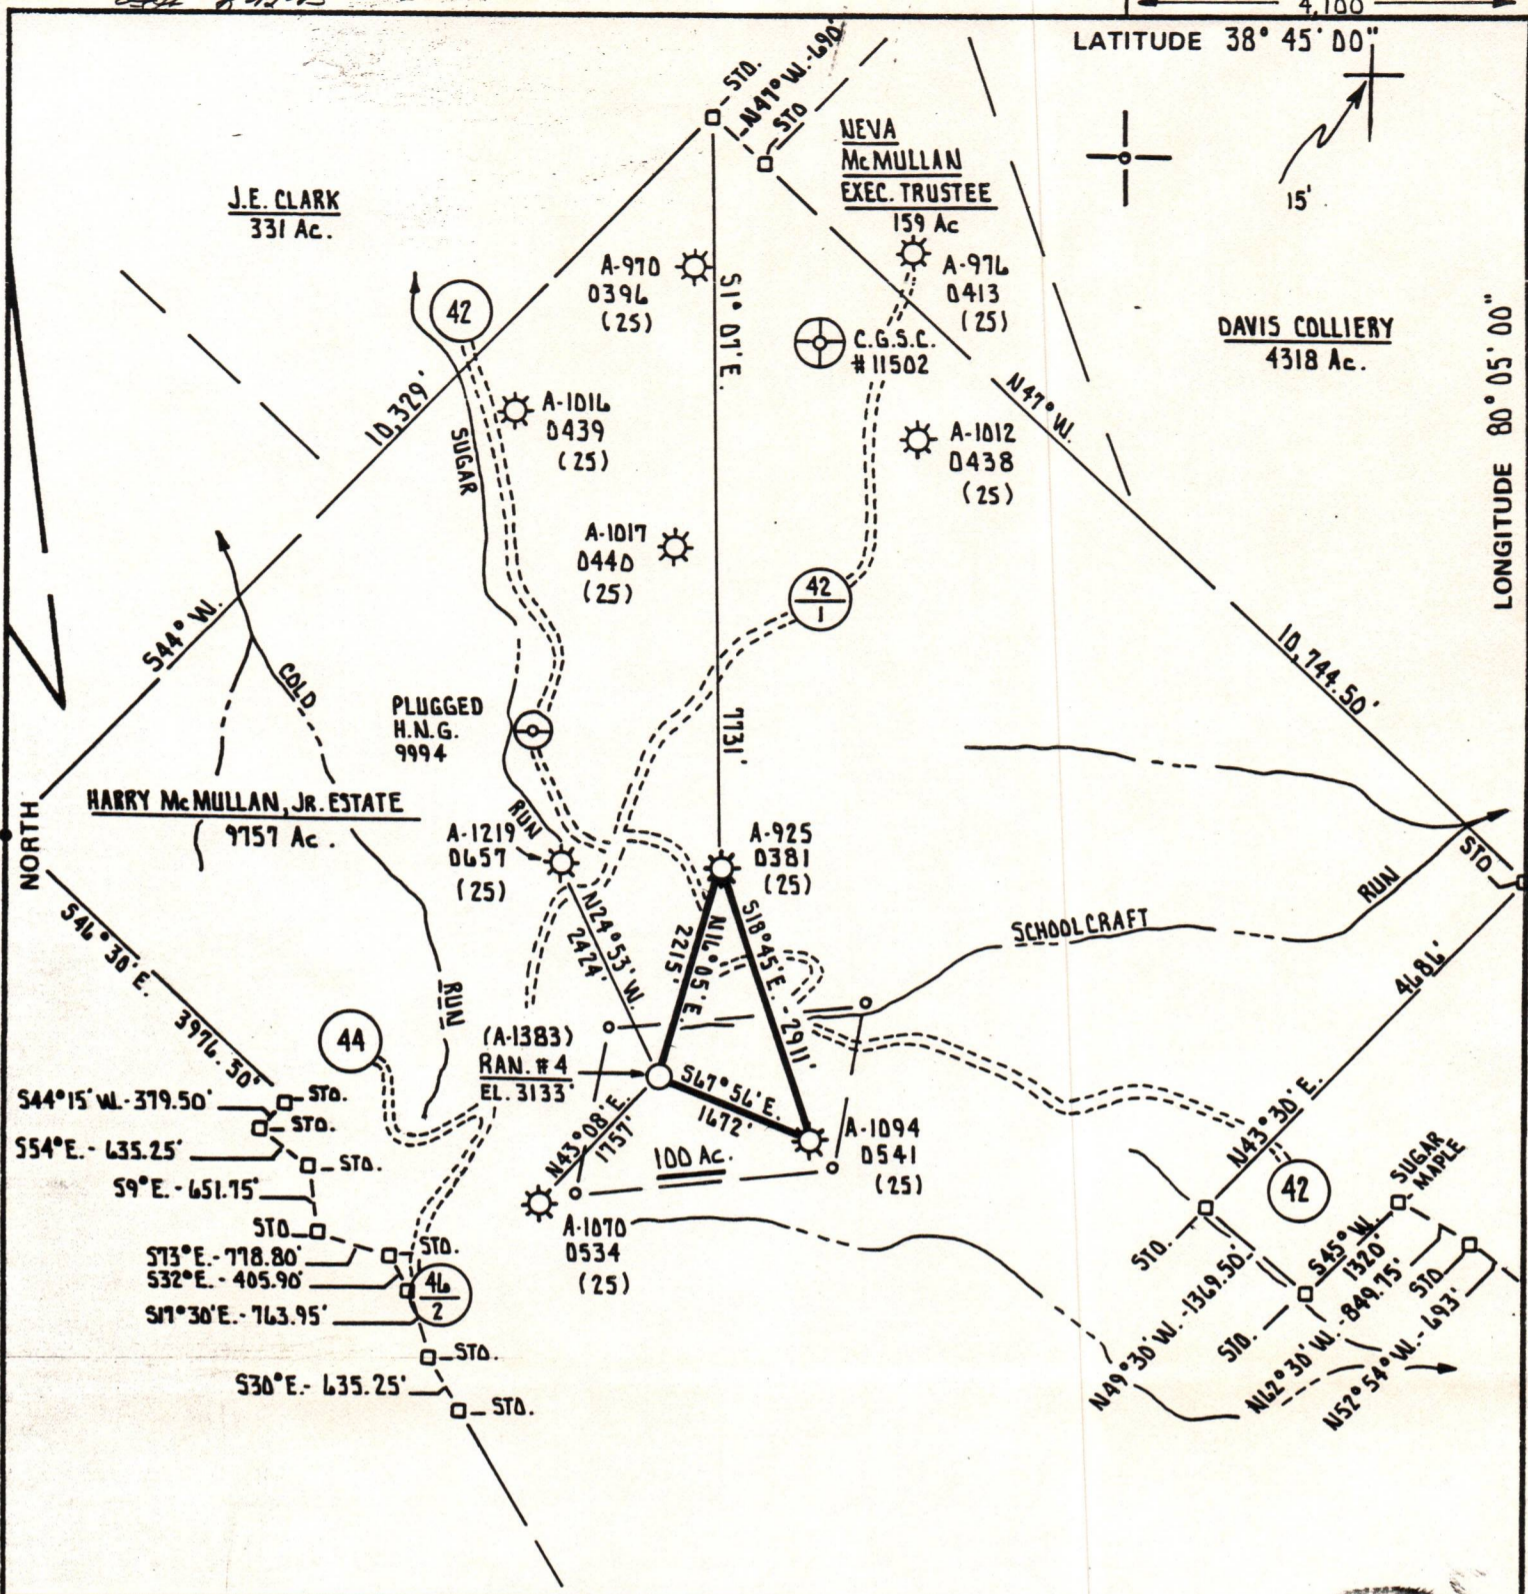 4,100
LATITUDE 38° 45' 00"
STO.
N47° W.-690'
STO
NEVA
McMULLAN
EXEC. TRUSTEE
159 Ac
15'
J.E. CLARK
331 Ac.
A-970
0396
(25)
A-976
0413
(25)
S1° 07' E.
42
C.G.S.C.
#11502
DAVIS COLLIERY
4318 Ac.
LONGITUDE 80° 05' 00"
10,329'
A-1016
0439
(25)
SUGAR
N47° W.
A-1012
0438
(25)
A-1017
0440
(25)
42
1
S44° W.
COLD
10,744.50'
PLUGGED
H.N.G.
9994
7731'
HARRY McMULLAN, JR. ESTATE
9757 Ac.
NORTH
RUN
A-1219
0657
(25)
A-925
0381
(25)
STO
RUN
SCHOOLCRAFT
S46°30'E.
3976.50'
N24°53'W.
2424'
2215'
N16°05'E.
S18°45'E. - 2911'
4686'
RUN
44
(A-1383)
RAN. #4
EL. 3133'
S67°56'E.
1672'
N43°08'E.
1757'
100 Ac.
A-1094
0541
(25)
N43°30'E.
S44°15'W.-379.50'
STO.
STO.
S54°E.-635.25'
STO.
S9°E.-651.75'
STO
S73°E.-778.80'
STO.
S32°E.-405.90'
46
2
S17°30'E.-763.95'
STO.
S30°E.-635.25'
STO.
A-1070
0534
(25)
SUGAR
MAPLE
42
STO.
S45°W.
1320'
STO
STO.
N49°30'W.-1369.50'
N62°30'W.-849.75'
N52°54'W.-693'